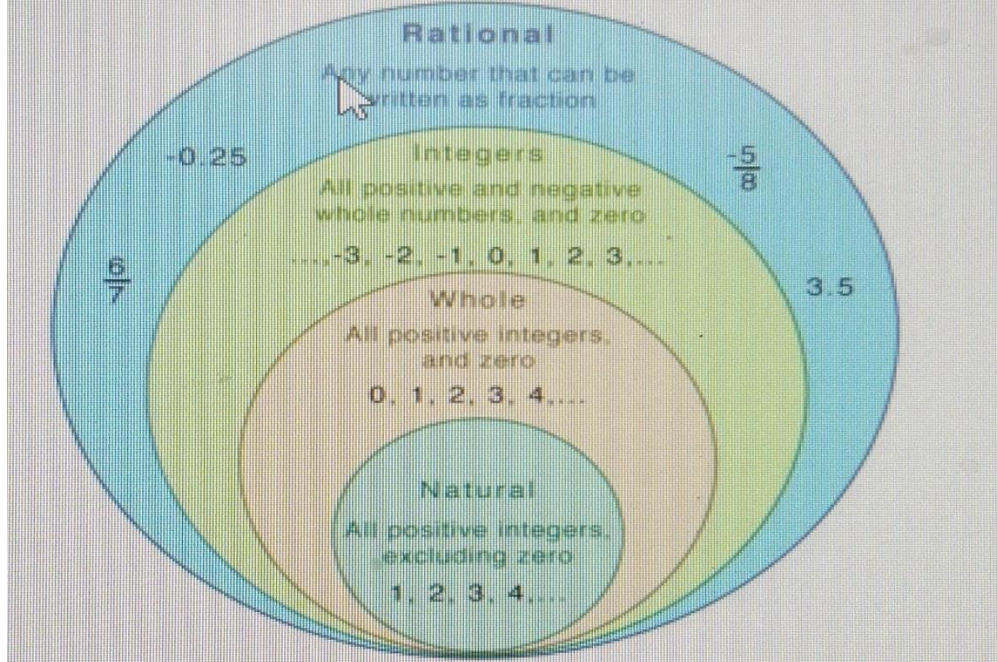 Rational
Any number that can be
written as fraction
-0.25
-5
8
6
7
3.5
Integers
All positive and negative
whole numbers, and zero
...,-3, -2, -1, 0, 1, 2, 3,...
Whole
All positive integers,
and zero
0, 1, 2, 3, 4,...
Natural
All positive integers,
excluding zero
1, 2, 3, 4,...